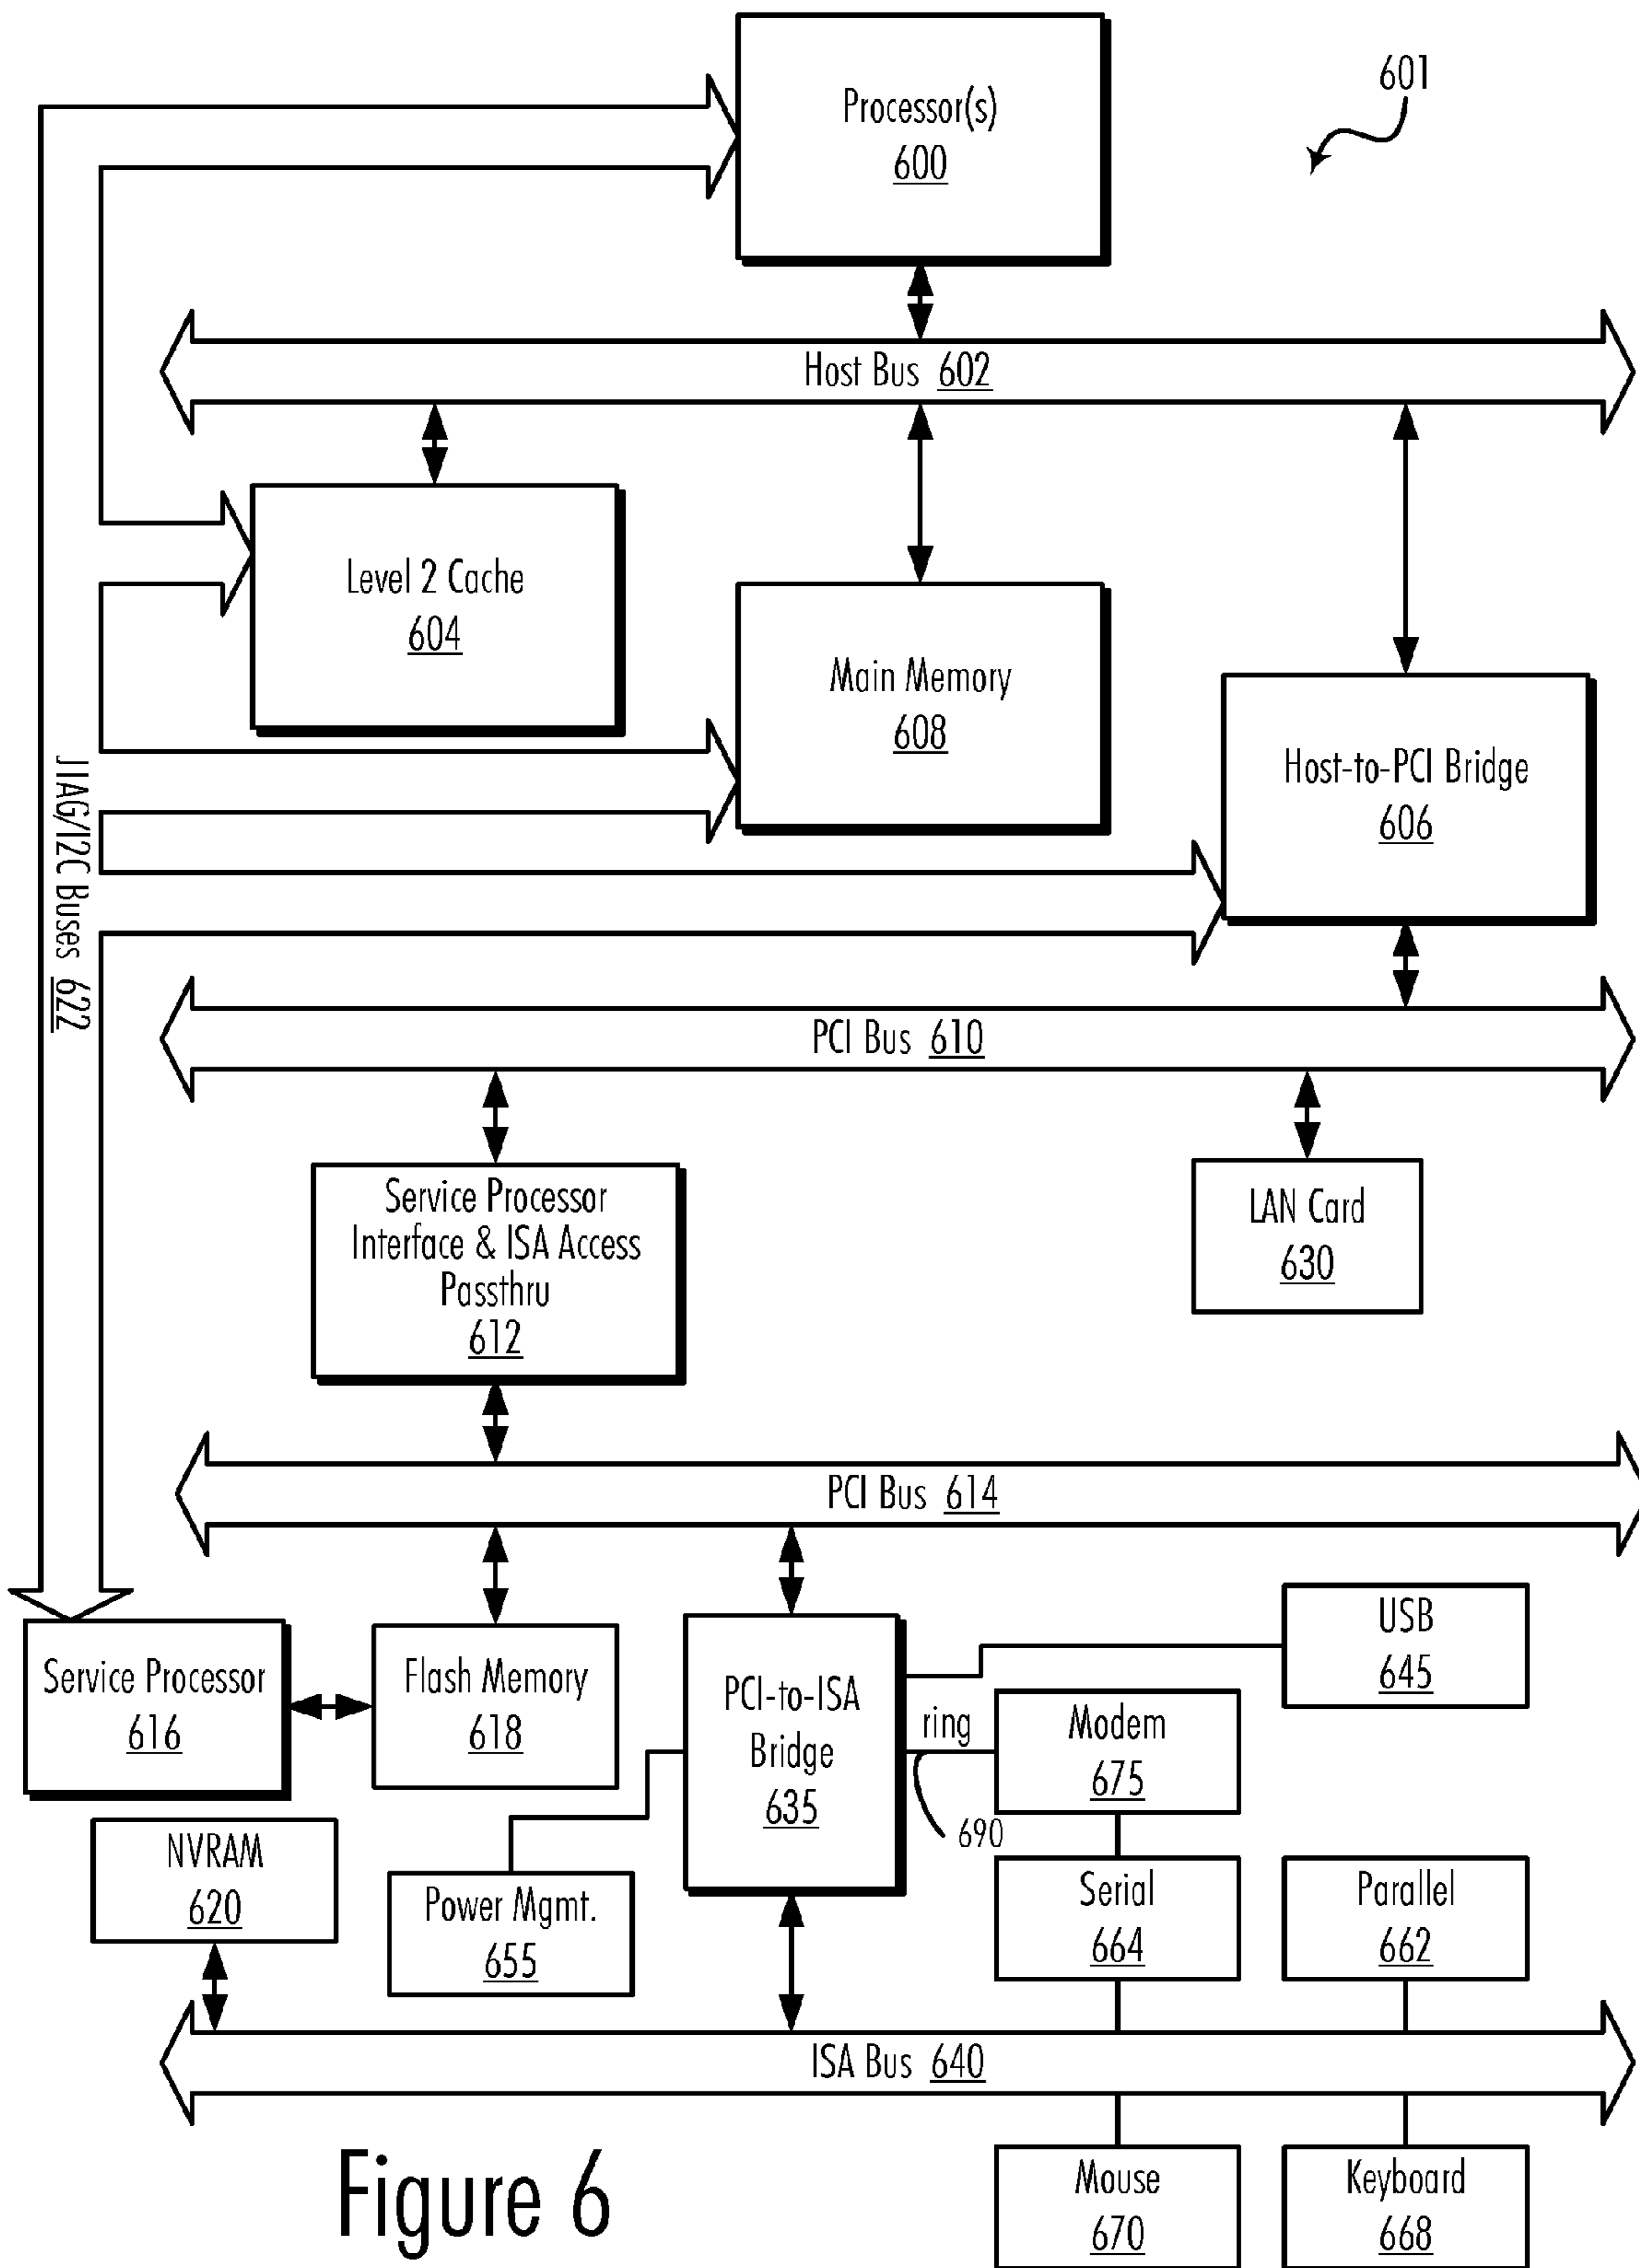 601
Processor(s)
600
Host Bus 602
Level 2 Cache
604
Main Memory
608
Host-to-PCI Bridge
606
JTAG/I2C Buses 622
PCI Bus 610
Service Processor
Interface & ISA Access
Passthru
612
LAN Card
630
PCI Bus 614
Service Processor
616
Flash Memory
618
PCI-to-ISA
Bridge
635
USB
645
ring
690
Modem
675
NVRAM
620
Power Mgmt.
655
Serial
664
Parallel
662
ISA Bus 640
Mouse
670
Keyboard
668
Figure 6